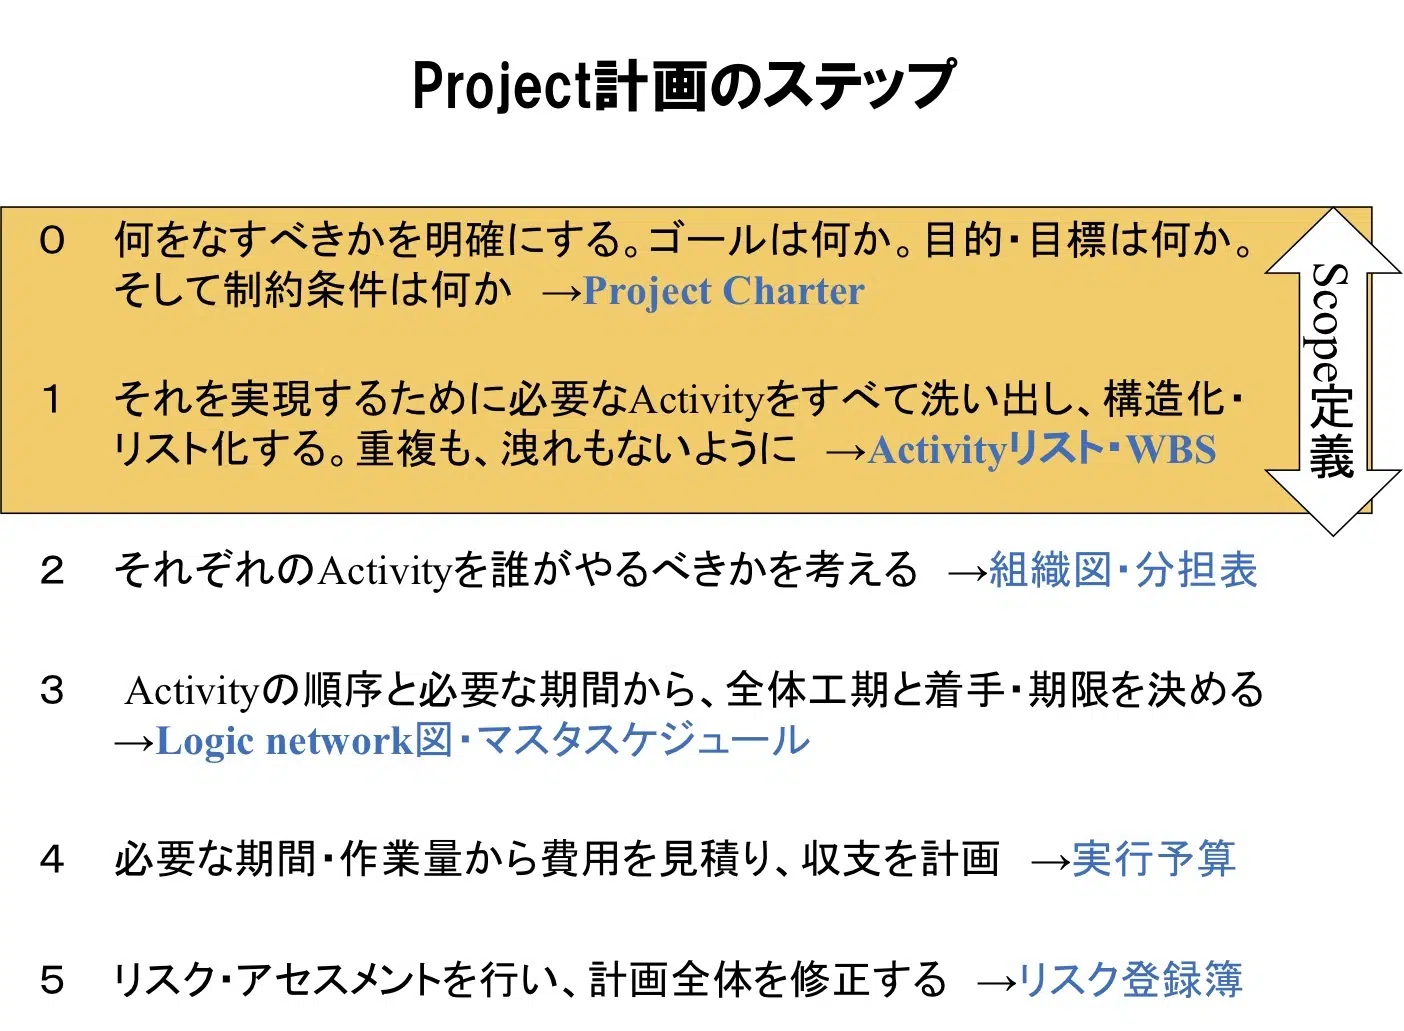 Project計画のステップ
０　何をなすべきかを明確にする。ゴールは何か。目的・目標は何か。
そして制約条件は何か　→Project Charter
１　それを実現するために必要なActivityをすべて洗い出し、構造化・
リスト化する。重複も、洩れもないように　→Activityリスト・WBS
Scope定義
２　それぞれのActivityを誰がやるべきかを考える　→組織図・分担表
３　Activityの順序と必要な期間から、全体工期と着手・期限を決める
→Logic network図・マスタスケジュール
４　必要な期間・作業量から費用を見積り、収支を計画　→実行予算
５　リスク・アセスメントを行い、計画全体を修正する　→リスク登録簿